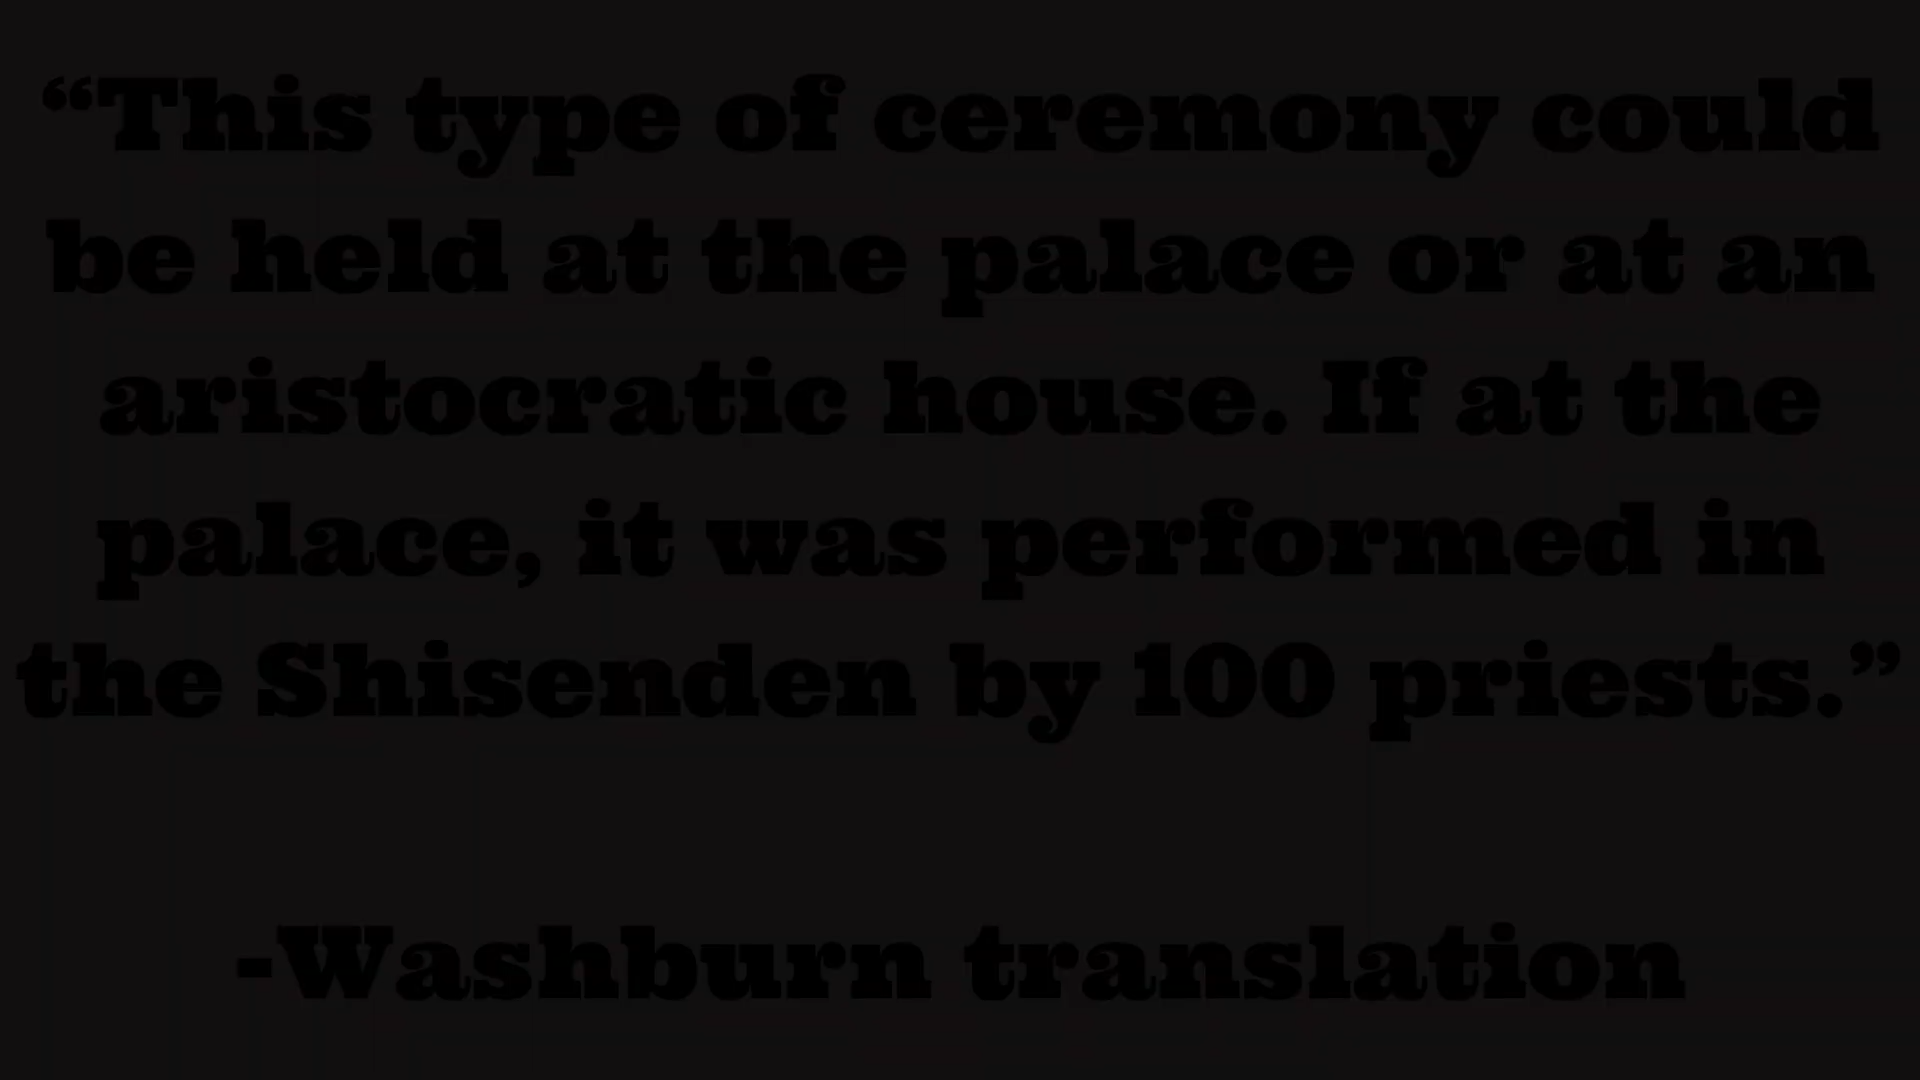 “This type of ceremony could
be held at the palace or at an
aristocratic house. If at the
palace, it was performed in
the Shisenden by 100 priests.”
-Washburn translation